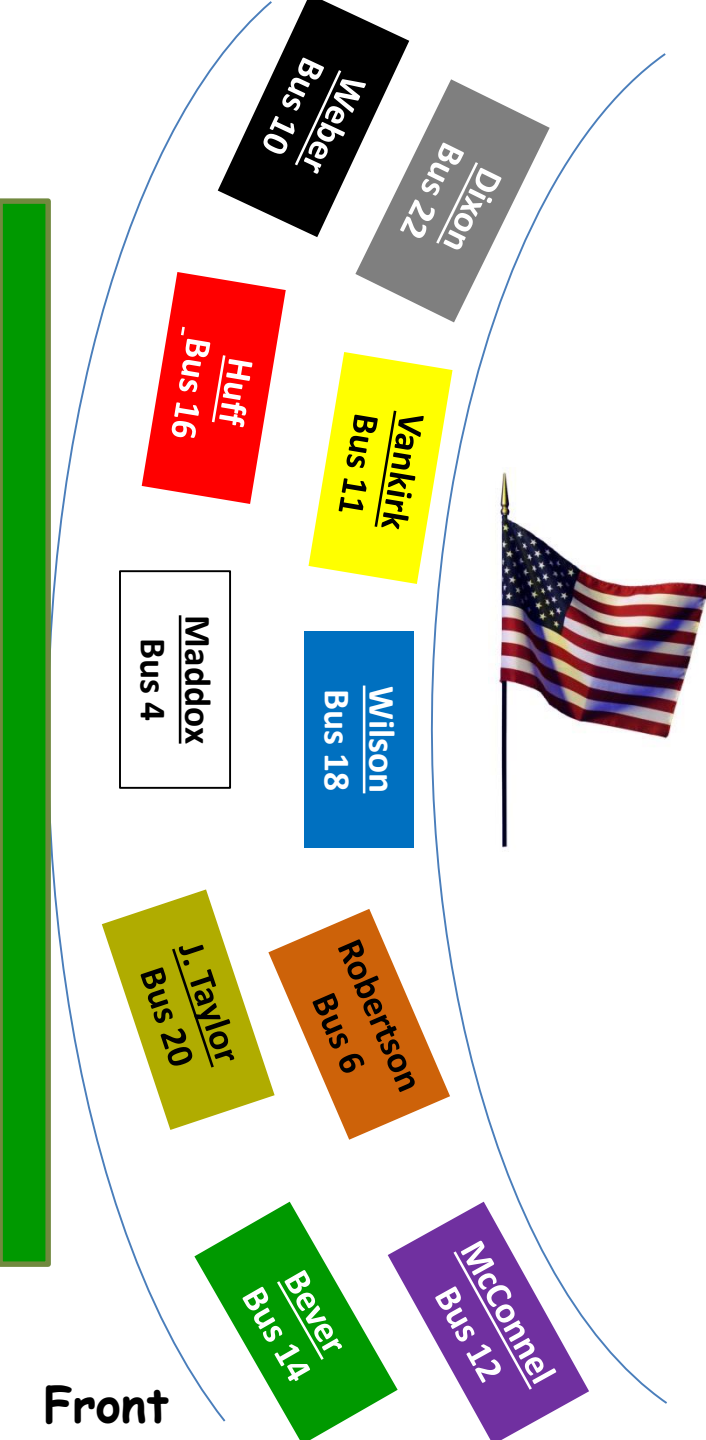 Weber
Bus 10
Dixon
Bus 22
Huff
Bus 16
Vankirk
Bus 11
Maddox
Bus 4
Wilson
Bus 18
J. Taylor
Bus 20
Robertson
Bus 6
Bever
Bus 14
McConnel
Bus 12
Front